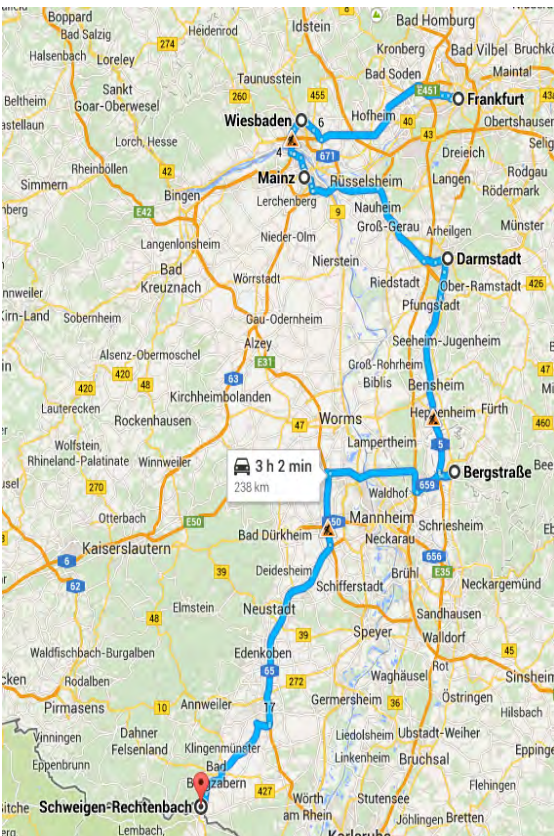 Boppard
Bad Salzig
Heidenrod
Idstein
Bad Homburg
274
Halsenbach
Loreley
Kronberg
Bad Vilbel
Taunusstein
Bad Soden
Maintal
Sankt
Goar-Oberwesel
260
455
E451
Frankfurt
Beltheim
Wiesbaden
6
Hofheim
40
Obertshausen
Lorch, Hesse
43
4
671
Dreieich
Rheinböllen
42
Mainz
Rüsselsheim
Langen
Rodgau
Rödermark
Simmern
Bingen
Lerchenberg
Nauheim
E42
9
Groß-Gerau
Arheilgen
Münster
Langenlonsheim
Nieder-Olm
Nierstein
Darmstadt
Bad
Kreuznach
Wörrstadt
Riedstadt
Ober-Ramstadt
426
Pfungstadt
Sobernheim
Gau-Odernheim
Seeheim-Jugenheim
Alsenz-Obermoschel
Alzey
E31
Groß-Rohrheim
Biblis
Bensheim
47
420
48
63
420
Kirchheimbolanden
Lauterecken
Rockenhausen
Worms
Heppenheim
Fürth
47
460
Lampertheim
5
Wolfstein,
Rhineland-Palatinate
Winnweiler
3 h 2 min
238 km
Bergstraße
270
Waldhof
659
Otterbach
E50
Mannheim
Schriesheim
Bad Dürkheim
Neckarau
Kaiserslautern
6
656
39
Deidesheim
Brühl
E35
62
Schifferstadt
Neckargemünd
Elmstein
Neustadt
48
Sandhausen
39
Speyer
Walldorf
Waldfischbach-Burgalben
Edenkoben
45
Rot
65
272
Waghäusel
Sinsheim
Rodalben
Östringen
Pirmasens
10
Annweiler
17
Germersheim
36
Hilsbach
Vinningen
Dahner
Felsenland
Klingenmünster
Liedolsheim
Ubstadt-Weiher
Eppenbrunn
Bad
Bergzabern
Linkenheim
Bruchsal
427
Flehingen
Schweigen-Rechtenbach
Wörth
am Rhein
Stutensee
Jöhlingen
Bretten
Lembach,
Karlsruhe